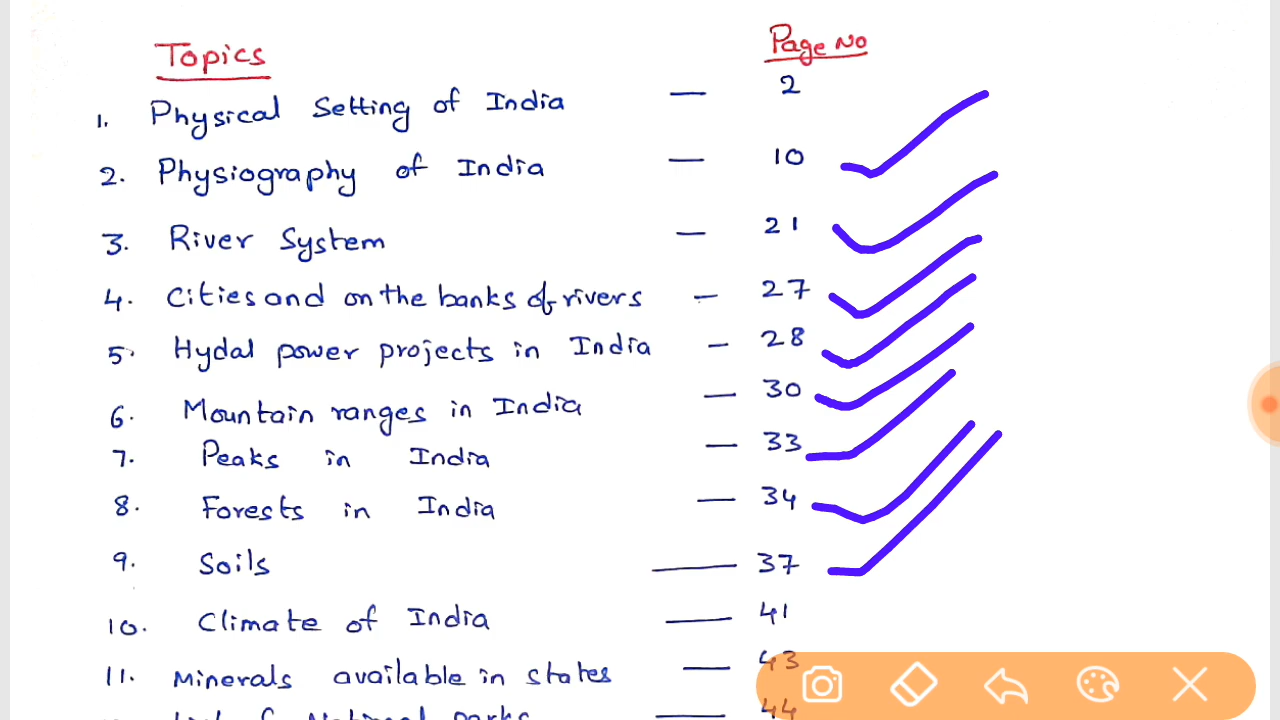 Topics Page No
1. Physical Setting of India — 2
2. Physiography of India — 10
3. River System — 21
4. Cities and on the banks of rivers — 27
5. Hydal power projects in India — 28
6. Mountain ranges in India — 30
7. Peaks in India — 33
8. Forests in India — 34
9. Soils — 37
10. Climate of India — 41
11. Minerals available in states — 43
National parks — 44